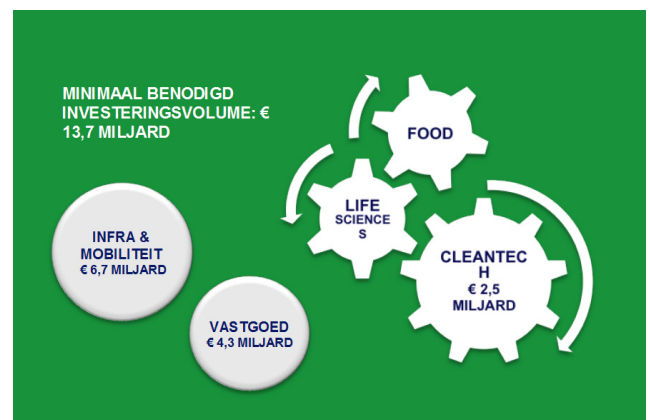 MINIMAAL BENODIGD
INVESTERINGSVOLUME: €
13,7 MILJARD
FOOD
LIFE
SCIENCE
S
INFRA &
MOBILITEIT
€ 6,7 MILJARD
CLEANTEC
H
€ 2,5
MILJARD
VASTGOED
€ 4,3 MILJARD